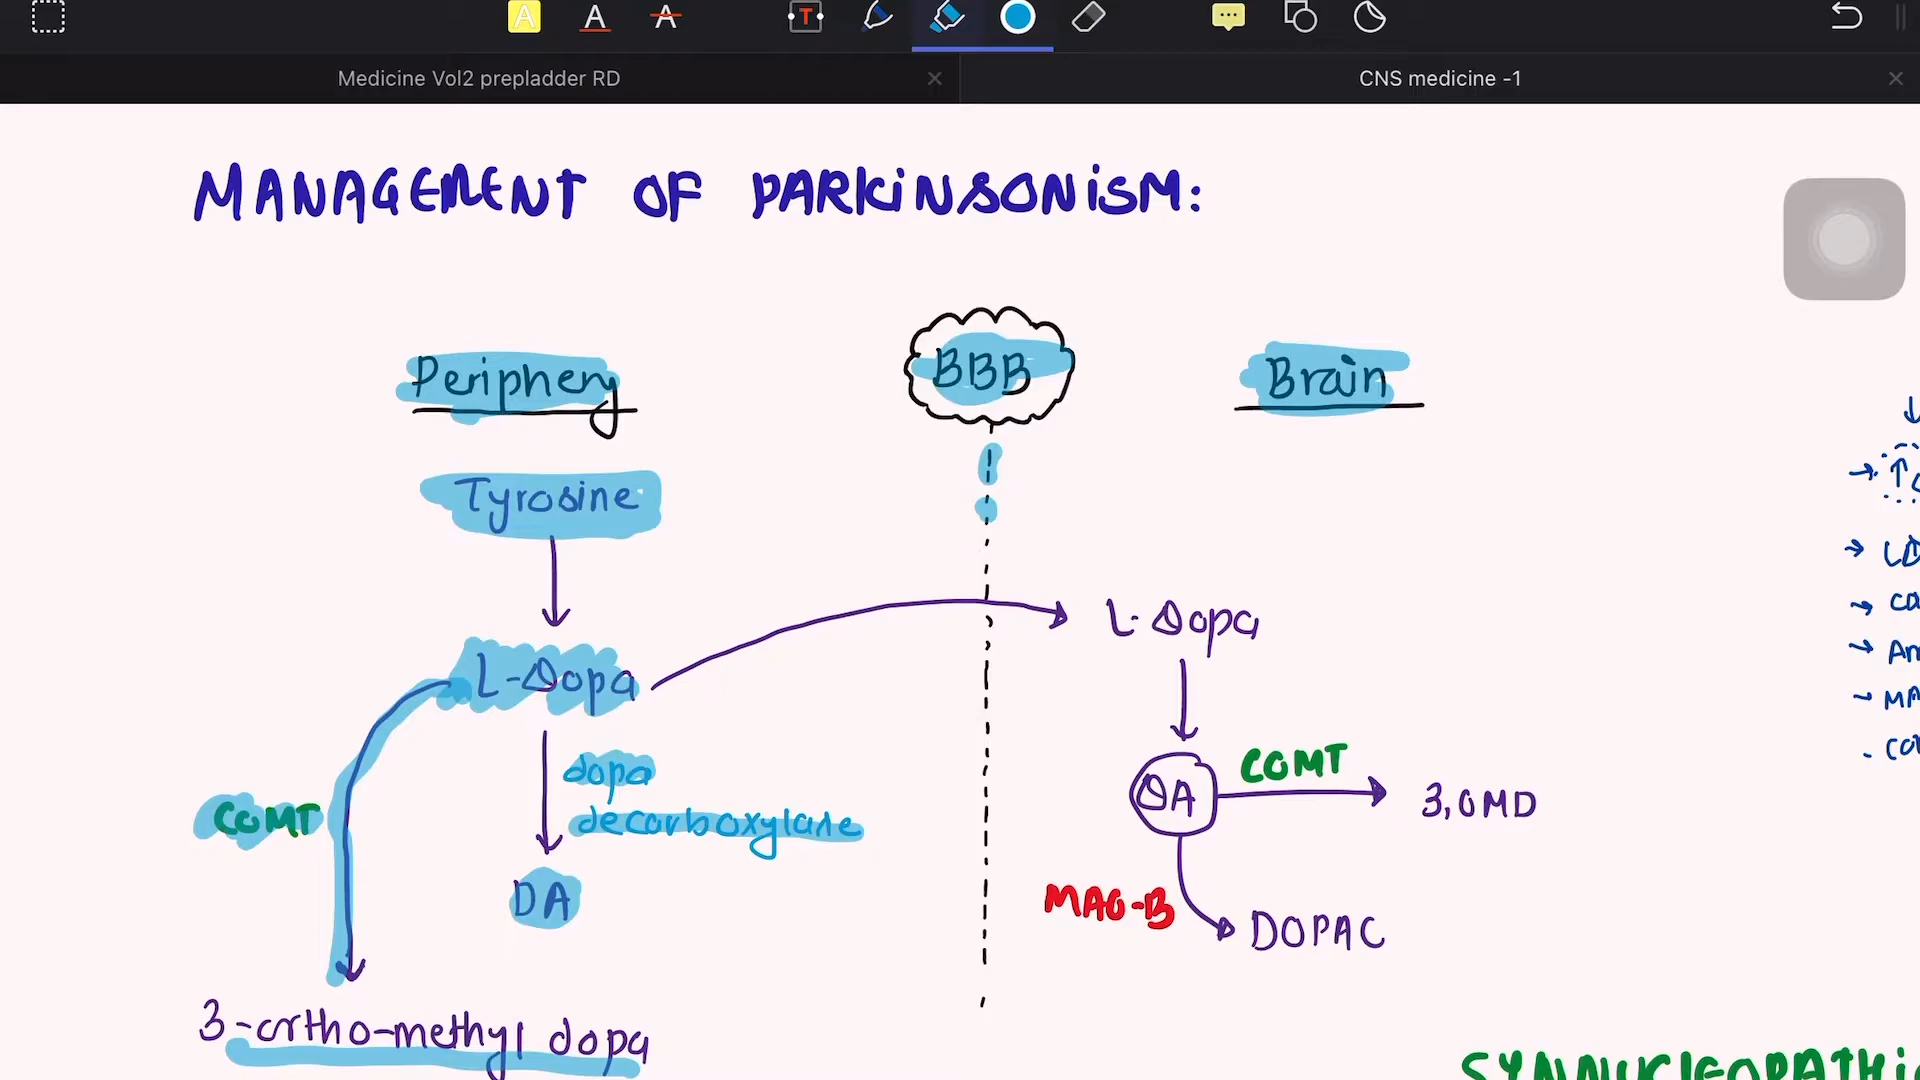 Medicine Vol2 prepladder RD
CNS medicine -1
MANAGEMENT OF PARKINSONISM:
Periphery
BBB
Brain
Tyrosine
L-Dopa
L-Dopa
dopa
decarboxylase
COMT
DA
COMT
3,OMD
DA
MAO-B
DOPAC
3-ortho-methyl dopa